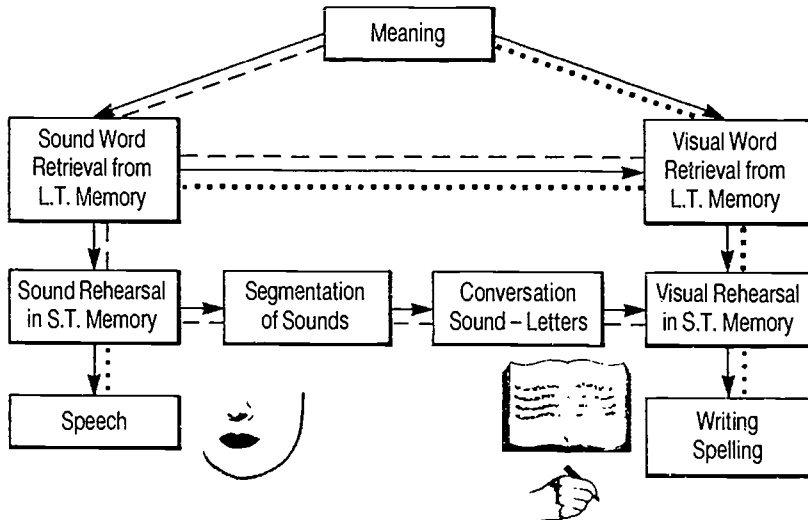 Meaning
Sound Word
Retrieval from
L.T. Memory
Visual Word
Retrieval from
L.T. Memory
Sound Rehearsal
in S.T. Memory
Segmentation
of Sounds
Conversation
Sound – Letters
Visual Rehearsal
in S.T. Memory
Speech
Writing
Spelling